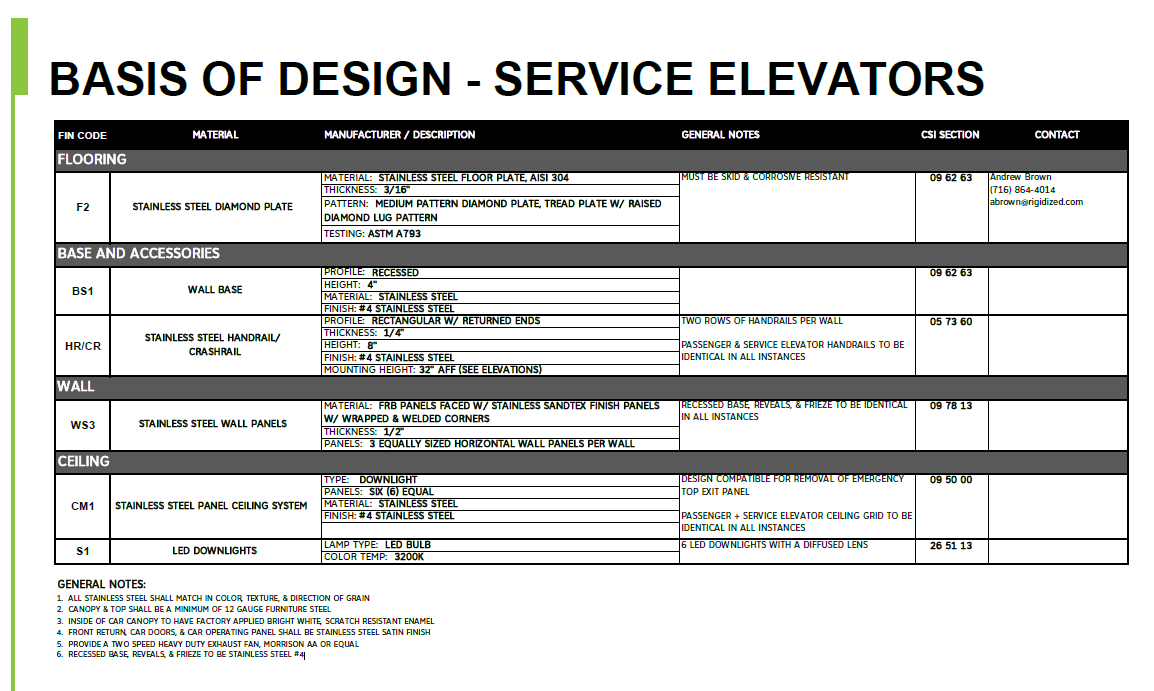 BASIS OF DESIGN - SERVICE ELEVATORS
FIN CODE MATERIAL MANUFACTURER / DESCRIPTION GENERAL NOTES CSI SECTION CONTACT
FLOORING
F2
STAINLESS STEEL DIAMOND PLATE
MATERIAL: STAINLESS STEEL FLOOR PLATE, AISI 304
THICKNESS: 3/16"
PATTERN: MEDIUM PATTERN DIAMOND PLATE, TREAD PLATE W/ RAISED
DIAMOND LUG PATTERN
TESTING: ASTM A793
MUST BE SKID & CORROSIVE RESISTANT
09 62 63
Andrew Brown
(716) 864-4014
abrown@rigidized.com
BASE AND ACCESSORIES
BS1
WALL BASE
PROFILE: RECESSED
HEIGHT: 4"
MATERIAL: STAINLESS STEEL
FINISH: #4 STAINLESS STEEL
09 62 63
HR/CR
STAINLESS STEEL HANDRAIL/
CRASHRAIL
PROFILE: RECTANGULAR W/ RETURNED ENDS
THICKNESS: 1/4"
HEIGHT: 8"
FINISH: #4 STAINLESS STEEL
MOUNTING HEIGHT: 32" AFF (SEE ELEVATIONS)
TWO ROWS OF HANDRAILS PER WALL
PASSENGER & SERVICE ELEVATOR HANDRAILS TO BE
IDENTICAL IN ALL INSTANCES
05 73 60
WALL
WS3
STAINLESS STEEL WALL PANELS
MATERIAL: FRB PANELS FACED W/ STAINLESS SANDTEX FINISH PANELS
W/ WRAPPED & WELDED CORNERS
THICKNESS: 1/2"
PANELS: 3 EQUALLY SIZED HORIZONTAL WALL PANELS PER WALL
RECESSED BASE, REVEALS, & FRIEZE TO BE IDENTICAL
IN ALL INSTANCES
09 78 13
CEILING
CM1
STAINLESS STEEL PANEL CEILING SYSTEM
TYPE: DOWNLIGHT
PANELS: SIX (6) EQUAL
MATERIAL: STAINLESS STEEL
FINISH: #4 STAINLESS STEEL
DESIGN COMPATIBLE FOR REMOVAL OF EMERGENCY
TOP EXIT PANEL
PASSENGER + SERVICE ELEVATOR CEILING GRID TO BE
IDENTICAL IN ALL INSTANCES
09 50 00
S1
LED DOWNLIGHTS
LAMP TYPE: LED BULB
COLOR TEMP: 3200K
6 LED DOWNLIGHTS WITH A DIFFUSED LENS
26 51 13
GENERAL NOTES:
1. ALL STAINLESS STEEL SHALL MATCH IN COLOR, TEXTURE, & DIRECTION OF GRAIN
2. CANOPY & TOP SHALL BE A MINIMUM OF 12 GAUGE FURNITURE STEEL
3. INSIDE OF CAR CANOPY TO HAVE FACTORY APPLIED BRIGHT WHITE, SCRATCH RESISTANT ENAMEL
4. FRONT RETURN, CAR DOORS, & CAR OPERATING PANEL SHALL BE STAINLESS STEEL SATIN FINISH
5. PROVIDE A TWO SPEED HEAVY DUTY EXHAUST FAN, MORRISON AA OR EQUAL
6. RECESSED BASE, REVEALS, & FRIEZE TO BE STAINLESS STEEL #4